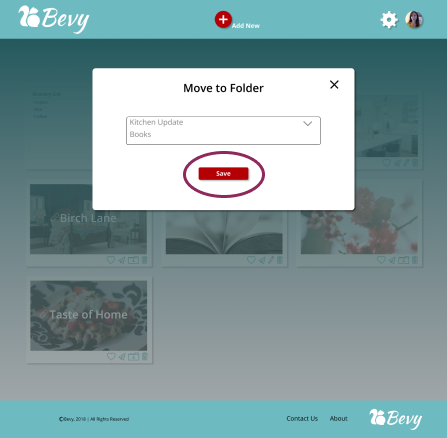 Bevy
Add New
Move to Folder
Kitchen Update
Books
Save
Birch Lane
Taste of Home
©Bevy, 2018 | All Rights Reserved
Contact Us
About
Bevy